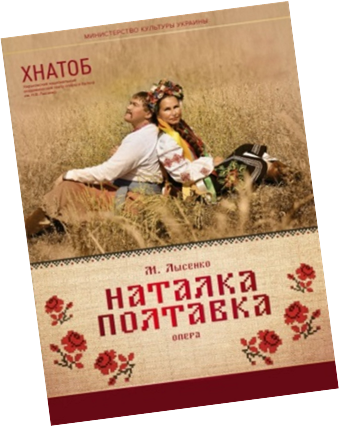 МИНИСТЕРСТВО КУЛЬТУРЫ УКРАИНЫ
ХНАТОБ
М. Лысенко
НАТАЛКА
ПОЛТАВКА
ОПЕРА